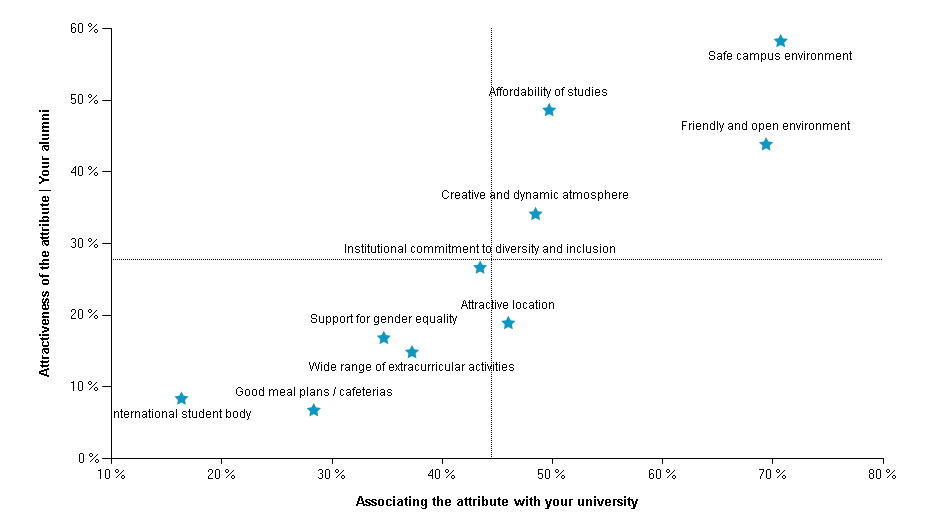 60 %
Safe campus environment
50 %
Affordability of studies
Friendly and open environment
40 %
Creative and dynamic atmosphere
30 %
Institutional commitment to diversity and inclusion
Attractive location
20 %
Support for gender equality
Wide range of extracurricular activities
10 %
Good meal plans / cafeterias
nternational student body
0 %
10 %
20 %
30 %
40 %
50 %
60 %
70 %
80 %
Associating the attribute with your university
Attractiveness of the attribute | Your alumni